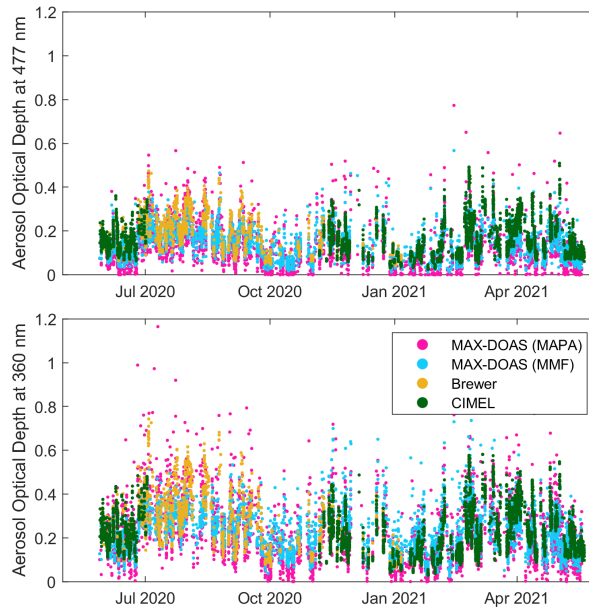 Aerosol Optical Depth at 477 nm
1.2
1
0.8
0.6
0.4
0.2
0
Jul 2020
Oct 2020
Jan 2021
Apr 2021
Aerosol Optical Depth at 360 nm
1.2
1
0.8
0.6
0.4
0.2
0
MAX-DOAS (MAPA)
MAX-DOAS (MMF)
Brewer
CIMEL
Jul 2020
Oct 2020
Jan 2021
Apr 2021